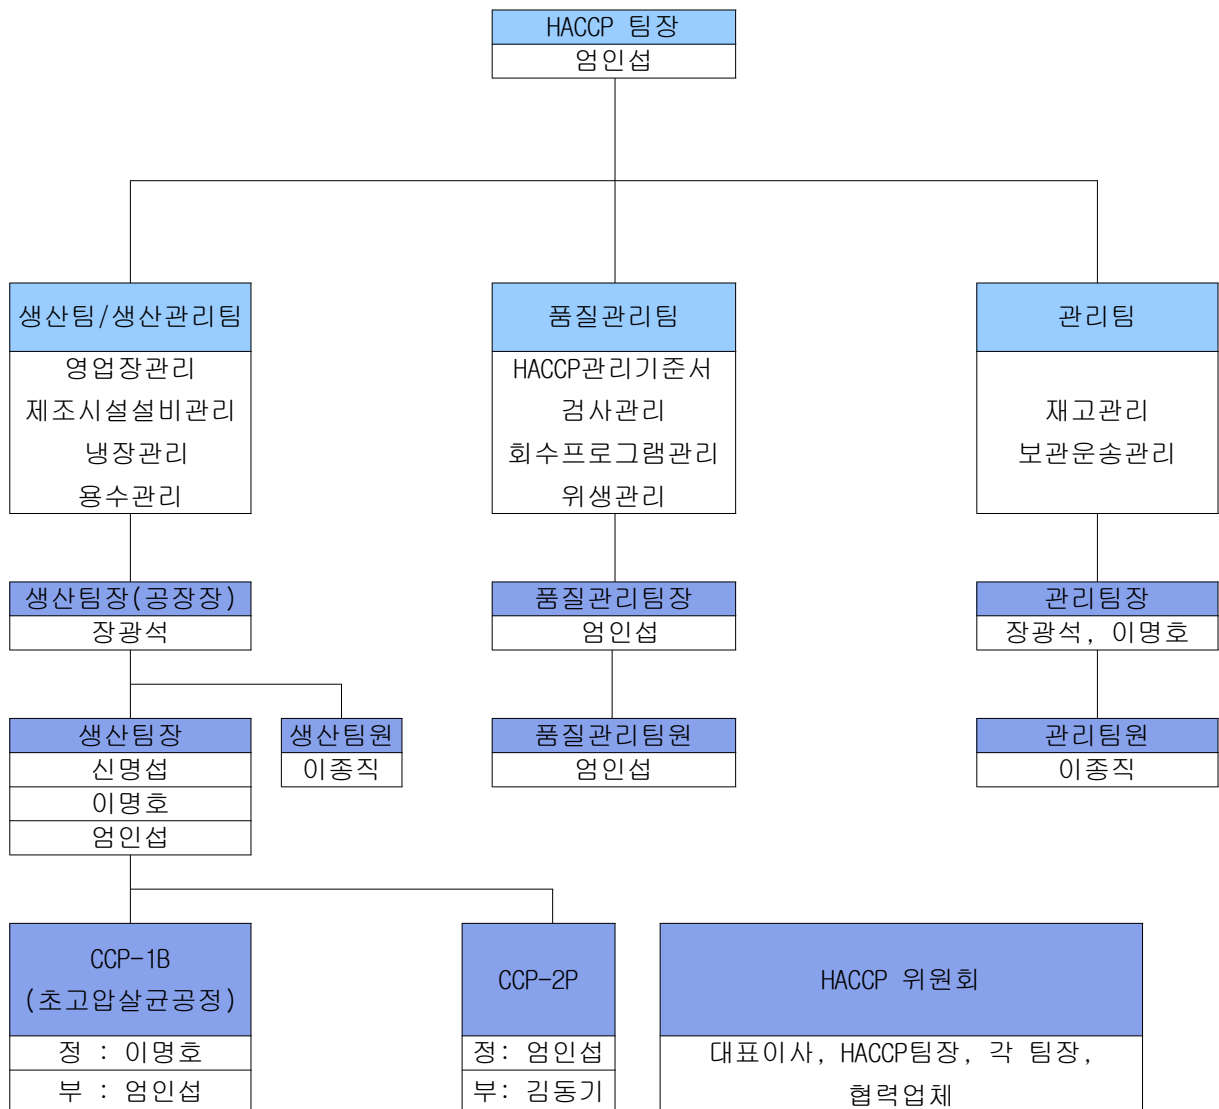 HACCP 팀장
엄인섭
생산팀/생산관리팀
영업장관리
제조시설설비관리
냉장관리
용수관리
품질관리팀
HACCP관리기준서
검사관리
회수프로그램관리
위생관리
관리팀
재고관리
보관운송관리
생산팀장(공장장)
장광석
품질관리팀장
엄인섭
관리팀장
장광석, 이명호
생산팀장
신명섭
이명호
엄인섭
생산팀원
이종직
품질관리팀원
엄인섭
관리팀원
이종직
CCP-1B
(초고압살균공정)
정 : 이명호
부 : 엄인섭
CCP-2P
정: 엄인섭
부: 김동기
HACCP 위원회
대표이사, HACCP팀장, 각 팀장,
협력업체